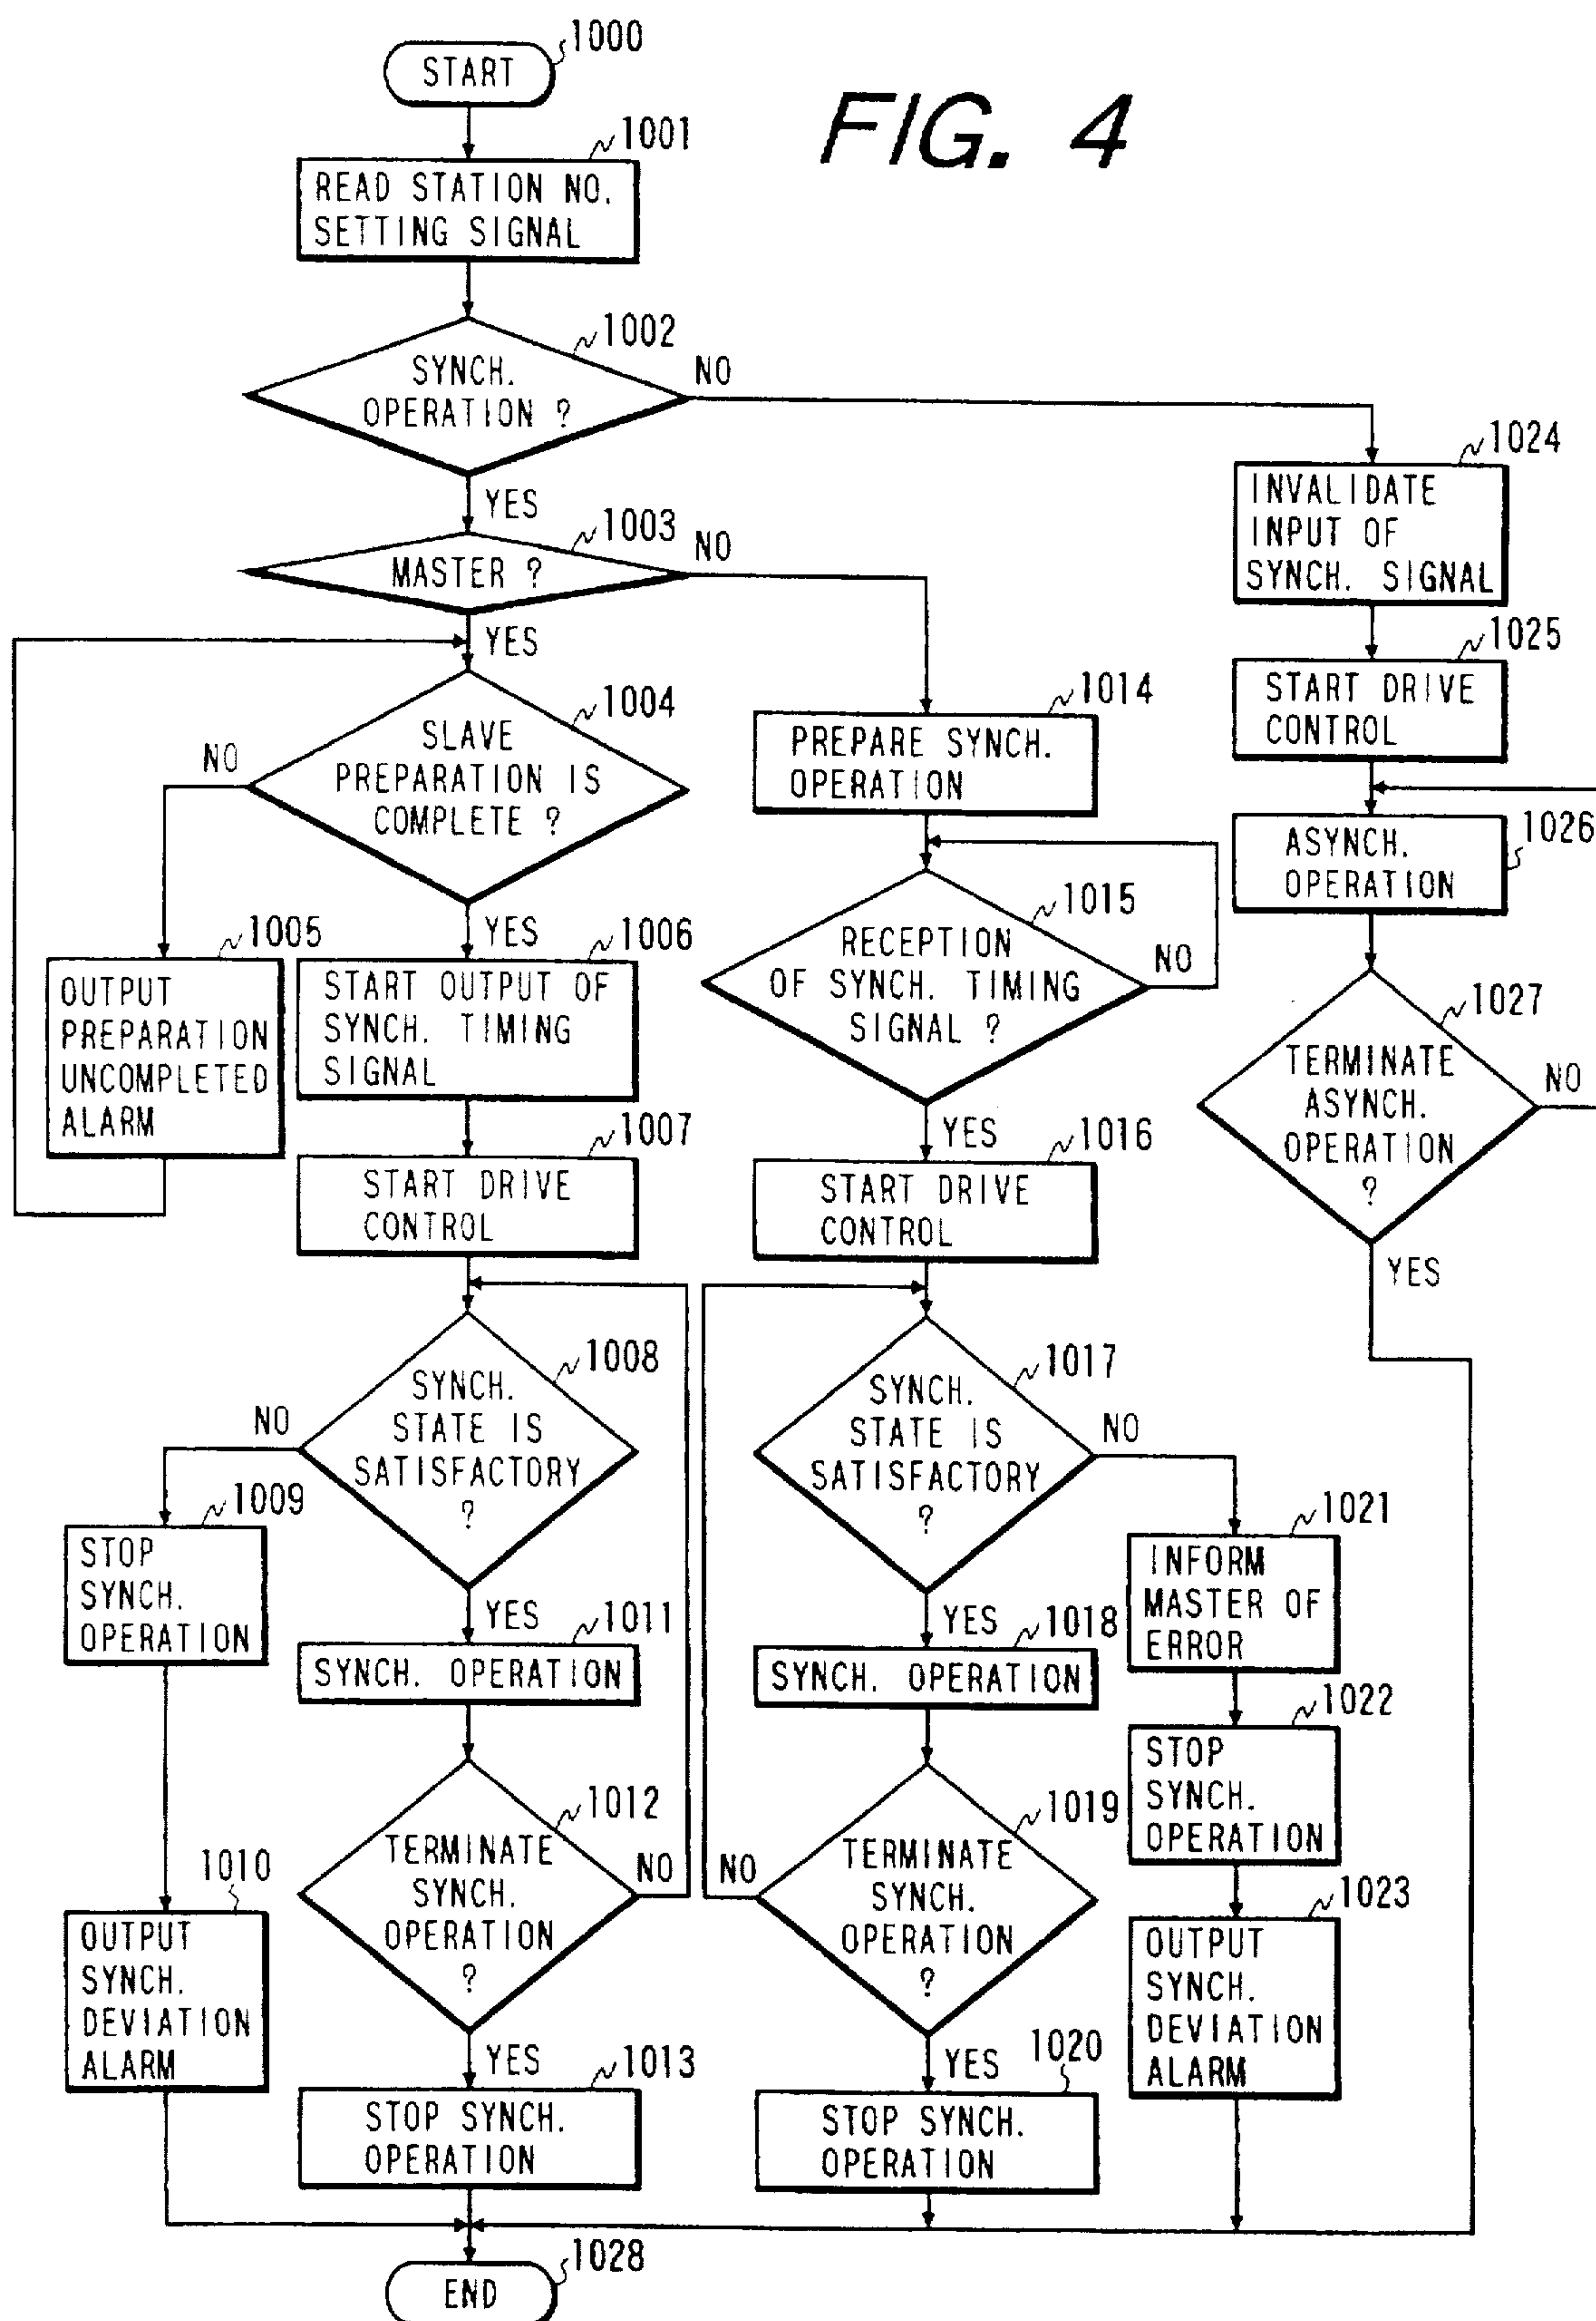 1000
START
FIG. 4
1001
READ STATION NO.
SETTING SIGNAL
1002
SYNCH.
OPERATION ?
NO
YES
1024
INVALIDATE
INPUT OF
SYNCH. SIGNAL
1003
MASTER ?
NO
YES
1025
START DRIVE
CONTROL
1004
SLAVE
PREPARATION IS
COMPLETE ?
NO
YES
1014
PREPARE SYNCH.
OPERATION
1026
ASYNCH.
OPERATION
1005
OUTPUT
PREPARATION
UNCOMPLETED
ALARM
1006
START OUTPUT OF
SYNCH. TIMING
SIGNAL
1015
RECEPTION
OF SYNCH. TIMING
SIGNAL ?
NO
YES
1027
TERMINATE
ASYNCH.
OPERATION
?
NO
YES
1007
START DRIVE
CONTROL
1016
START DRIVE
CONTROL
1008
SYNCH.
STATE IS
SATISFACTORY
?
NO
YES
1017
SYNCH.
STATE IS
SATISFACTORY
?
NO
YES
1009
STOP
SYNCH.
OPERATION
1011
SYNCH. OPERATION
1018
SYNCH. OPERATION
1021
INFORM
MASTER OF
ERROR
1022
STOP
SYNCH.
OPERATION
1012
TERMINATE
SYNCH.
OPERATION
?
NO
YES
1019
TERMINATE
SYNCH.
OPERATION
?
NO
YES
1010
OUTPUT
SYNCH.
DEVIATION
ALARM
1023
OUTPUT
SYNCH.
DEVIATION
ALARM
1013
STOP SYNCH.
OPERATION
1020
STOP SYNCH.
OPERATION
1028
END